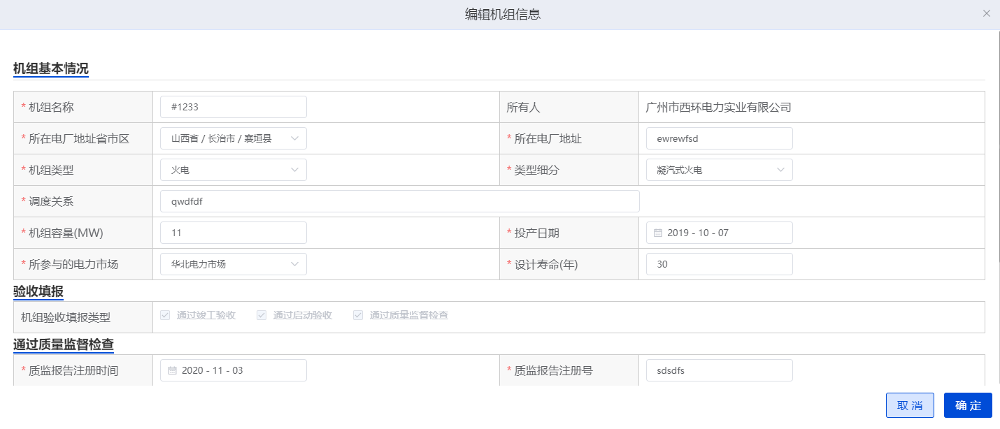 编辑机组信息
机组基本情况
* 机组名称 #1233 所有人 广州市西环电力实业有限公司
* 所在电厂地址省市区 山西省 / 长治市 / 襄垣县 * 所在电厂地址 ewrewfsd
* 机组类型 火电 * 类型细分 凝汽式火电
* 调度关系 qwdfdf
* 机组容量(MW) 11 * 投产日期 2019 - 10 - 07
* 所参与的电力市场 华北电力市场 * 设计寿命(年) 30
验收填报
机组验收填报类型 通过竣工验收 通过启动验收 通过质量监督检查
通过质量监督检查
* 质监报告注册时间 2020 - 11 - 03 * 质监报告注册号 sdsdfs
取 消 确 定